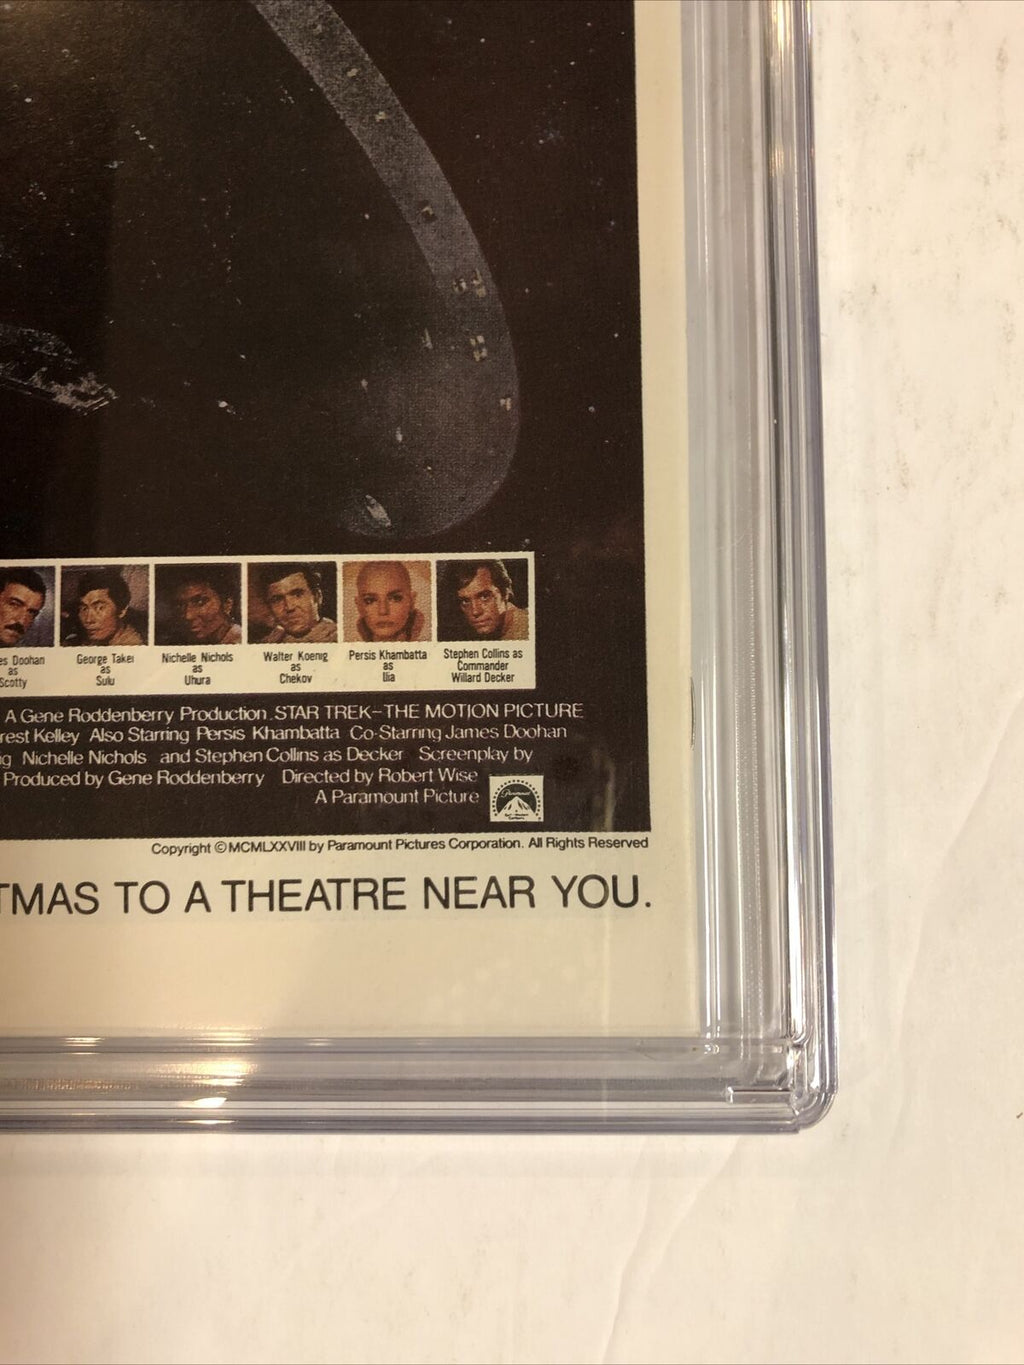 es Doohan
as
Scotty
George Takei
as
Sulu
Nichelle Nichols
as
Uhura
Walter Koenig
as
Chekov
Persis Khambatta
as
Ilia
Stephen Collins as
Commander
Willard Decker
A Gene Roddenberry Production STAR TREK-THE MOTION PICTURE
rest Kelley Also Starring Persis Khambatta Co-Starring James Doohan
ig Nichelle Nichols and Stephen Collins as Decker Screenplay by
Produced by Gene Roddenberry Directed by Robert Wise
A Paramount Picture
Paramount
Copyright ©MCMLXXVIII by Paramount Pictures Corporation. All Rights Reserved
TMAS TO A THEATRE NEAR YOU.